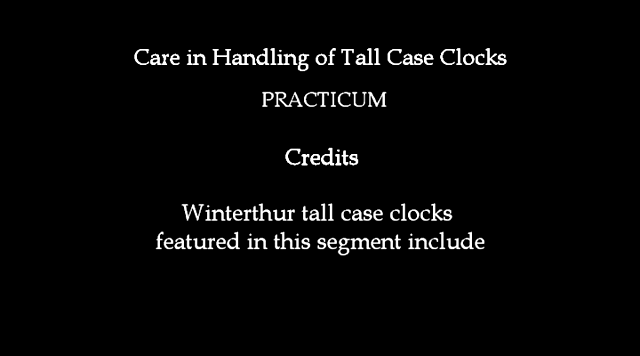 Care in Handling of Tall Case Clocks
PRACTICUM
Credits
Winterthur tall case clocks
featured in this segment include